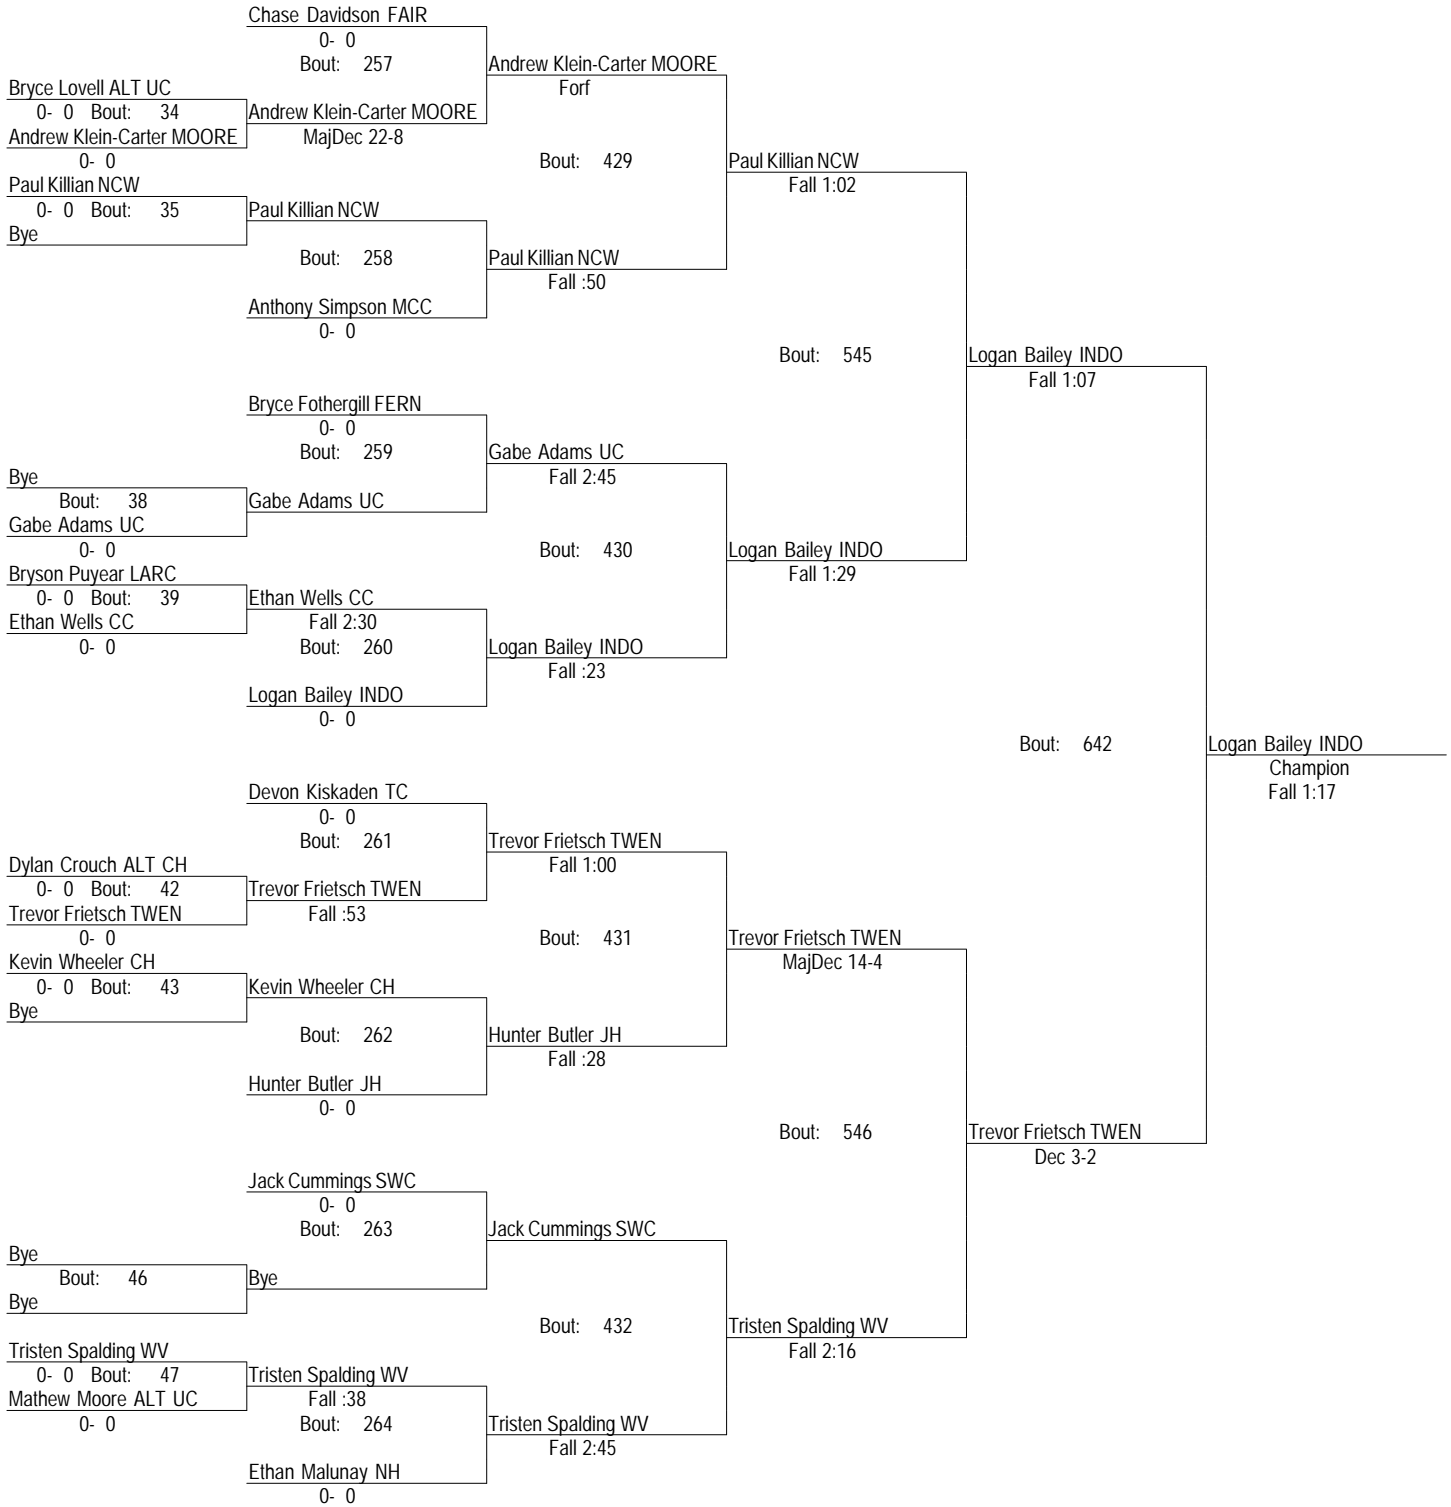 Chase Davidson FAIR
0- 0
Bout: 257
Andrew Klein-Carter MOORE
Forf
Bryce Lovell ALT UC
0- 0 Bout: 34
Andrew Klein-Carter MOORE
Andrew Klein-Carter MOORE
MajDec 22-8
0- 0
Bout: 429
Paul Killian NCW
Fall 1:02
Paul Killian NCW
0- 0 Bout: 35
Paul Killian NCW
Bye
Bout: 258
Paul Killian NCW
Fall :50
Anthony Simpson MCC
0- 0
Bout: 545
Logan Bailey INDO
Fall 1:07
Bryce Fothergill FERN
0- 0
Bout: 259
Gabe Adams UC
Fall 2:45
Bye
Bout: 38
Gabe Adams UC
Gabe Adams UC
0- 0
Bout: 430
Logan Bailey INDO
Fall 1:29
Bryson Puyear LARC
0- 0 Bout: 39
Ethan Wells CC
Ethan Wells CC
Fall 2:30
0- 0
Bout: 260
Logan Bailey INDO
Fall :23
Logan Bailey INDO
0- 0
Bout: 642
Logan Bailey INDO
Champion
Fall 1:17
Devon Kiskaden TC
0- 0
Bout: 261
Trevor Frietsch TWEN
Fall 1:00
Dylan Crouch ALT CH
0- 0 Bout: 42
Trevor Frietsch TWEN
Trevor Frietsch TWEN
Fall :53
0- 0
Bout: 431
Trevor Frietsch TWEN
MajDec 14-4
Kevin Wheeler CH
0- 0 Bout: 43
Kevin Wheeler CH
Bye
Bout: 262
Hunter Butler JH
Fall :28
Hunter Butler JH
0- 0
Bout: 546
Trevor Frietsch TWEN
Dec 3-2
Jack Cummings SWC
0- 0
Bout: 263
Jack Cummings SWC
Bye
Bout: 46
Bye
Bye
Bout: 432
Tristen Spalding WV
Fall 2:16
Tristen Spalding WV
0- 0 Bout: 47
Tristen Spalding WV
Mathew Moore ALT UC
Fall :38
0- 0
Bout: 264
Tristen Spalding WV
Fall 2:45
Ethan Malunay NH
0- 0